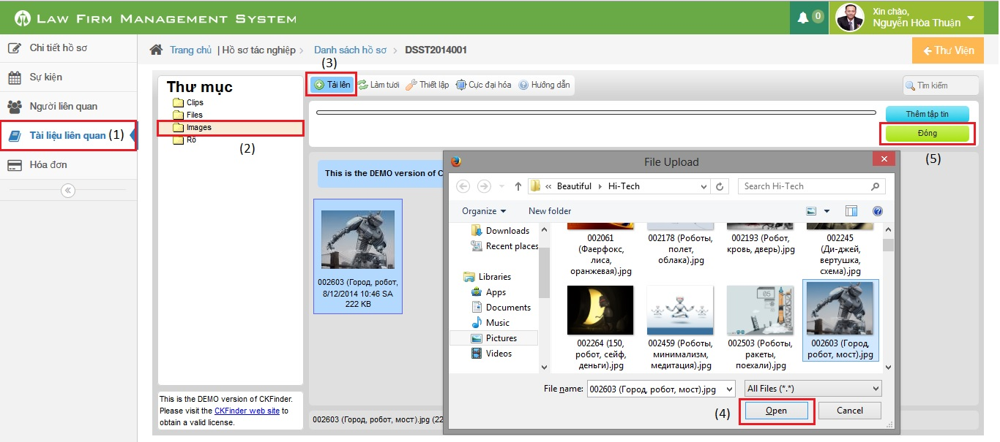 LAW FIRM MANAGEMENT SYSTEM
0
Xin chào,
Nguyễn Hòa Thuận
Chi tiết hồ sơ
Sự kiện
Người liên quan
Tài liệu liên quan (1)
Hóa đơn
Trang chủ | Hồ sơ tác nghiệp > Danh sách hồ sơ > DSST2014001
Thư Viện
(3)
Thư mục
Clips
Files
Images
Rổ
(2)
Tải lên Làm tươi Thiết lập Cực đại hóa Hướng dẫn
Tìm kiếm
Thêm tập tin
Đóng
(5)
This is the DEMO version of C
002603 (Город, робот,
8/12/2014 10:46 SA
222 KB
File Upload
« Beautiful Hi-Tech
Search Hi-Tech
Organize New folder
Downloads
Recent places
Libraries
Apps
Documents
Music
Pictures
Videos
002061
(Фаерфокс,
лиса,
оранжевая).jpg
002178 (Роботы,
полет,
облака).jpg
002193 (Робот,
кровь, дверь).jpg
002245
(Ди-джей,
вертушка,
схема).jpg
05
002264 (150,
робот, сейф,
деньги).jpg
002459 (Роботы,
минимализм,
медитация).jpg
002503 (Роботы,
ракеты,
поехали).jpg
002603 (Город,
робот, мост).jpg
File name: 002603 (Город, робот, мост).jpg All Files (*.*)
(4)
Open Cancel
This is the DEMO version of CKFinder.
Please visit the CKFinder web site to
obtain a valid license.
002603 (Город, робот, мост).jpg (22